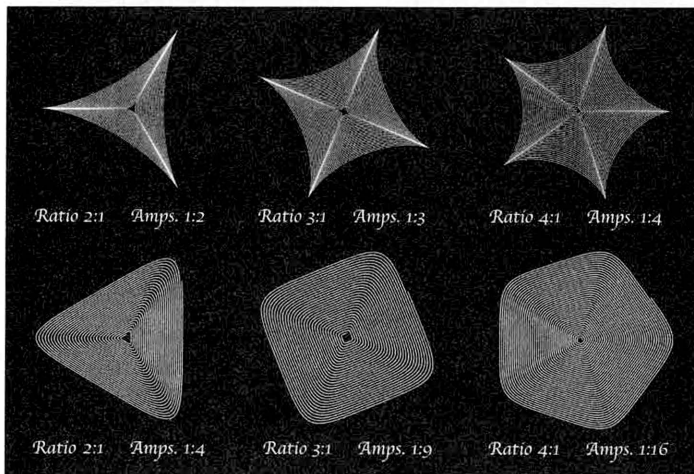 Ratio 2:1 Amps. 1:2
Ratio 3:1 Amps. 1:3
Ratio 4:1 Amps. 1:4
Ratio 2:1 Amps. 1:4
Ratio 3:1 Amps. 1:9
Ratio 4:1 Amps. 1:16